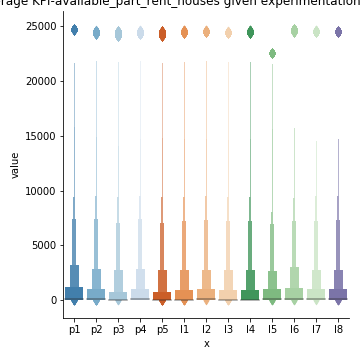 rage KPI-available_part_rent_houses given experimentation
25000
20000
15000
10000
5000
0
value
p1 p2 p3 p4 p5 l1 l2 l3 l4 l5 l6 l7 l8
x